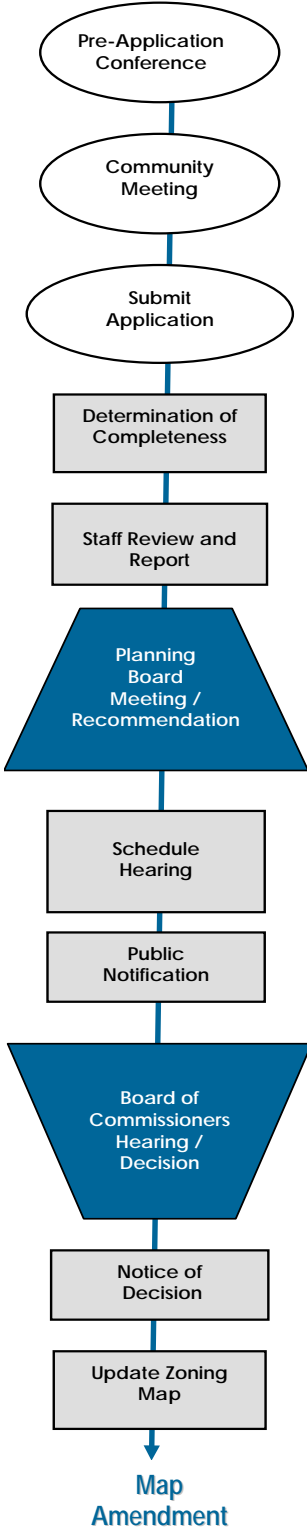 Pre-Application
Conference
Community
Meeting
Submit
Application
Determination of
Completeness
Staff Review and
Report
Planning
Board
Meeting /
Recommendation
Schedule
Hearing
Public
Notification
Board of
Commissioners
Hearing /
Decision
Notice of
Decision
Update Zoning
Map
Map
Amendment